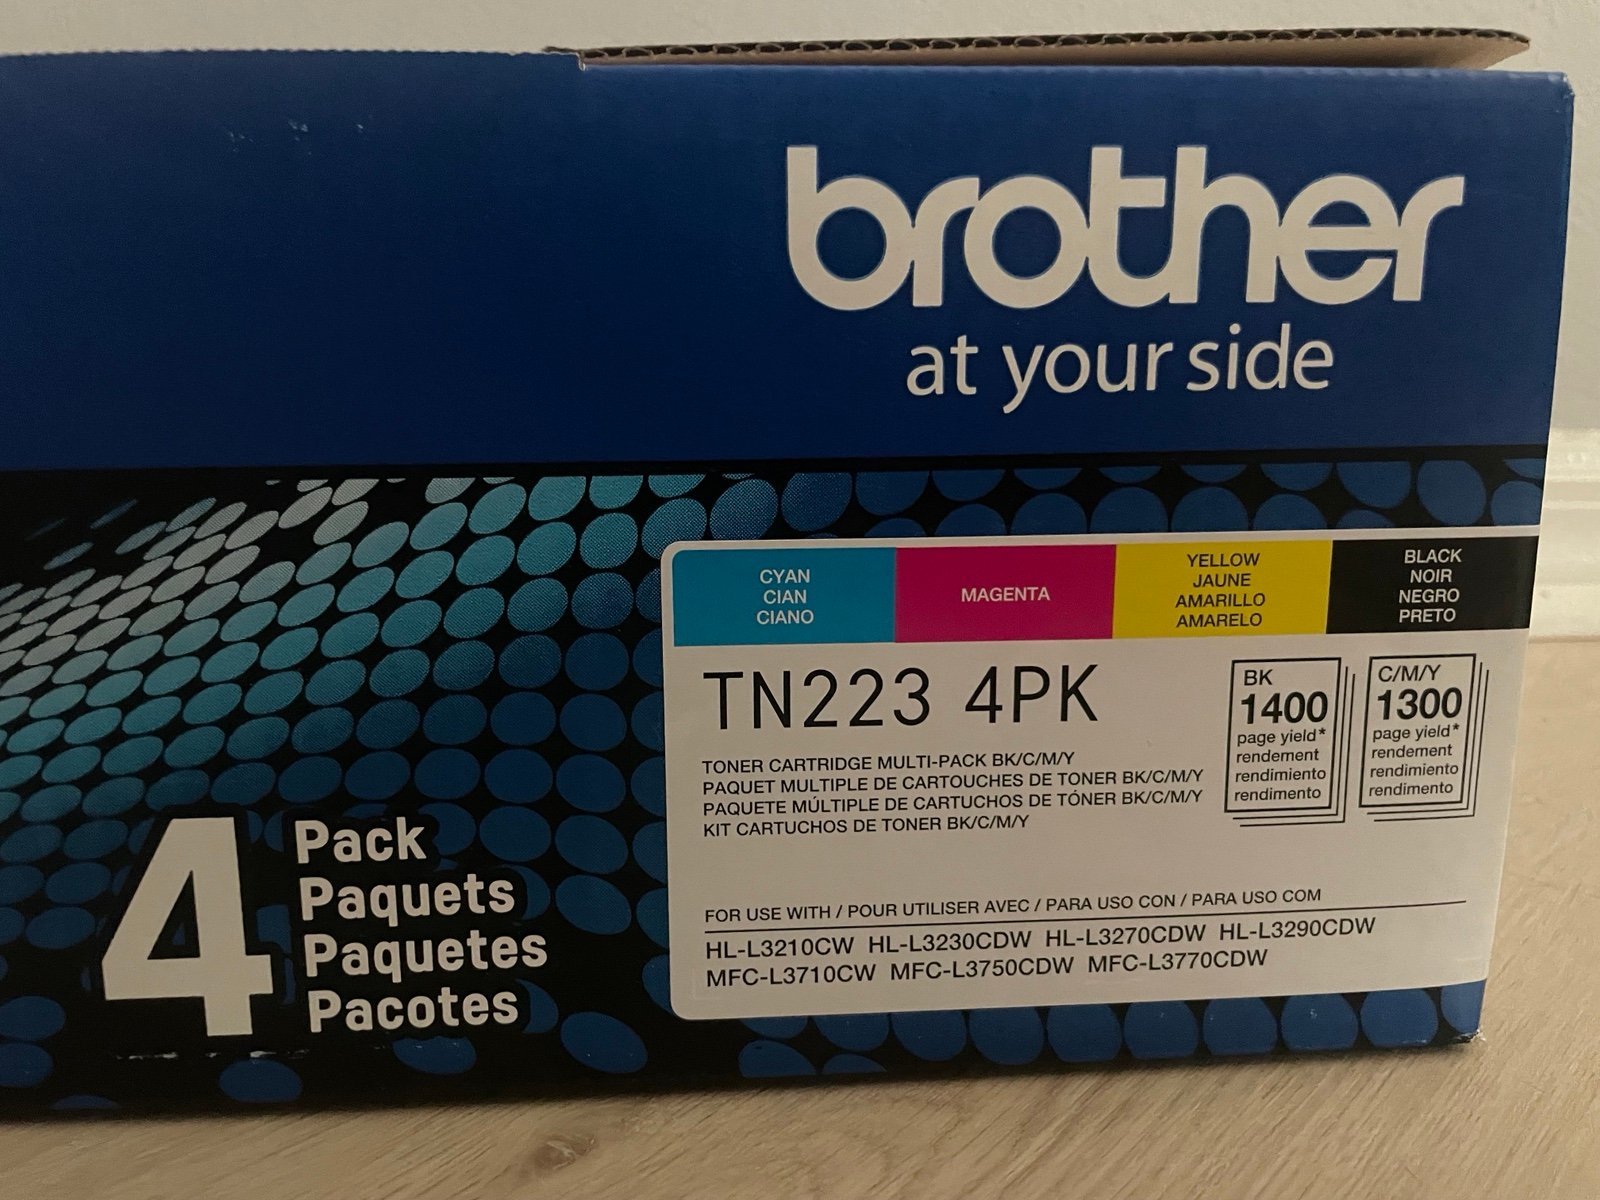 brother
at your side
CYAN
CIAN
CIANO
MAGENTA
YELLOW
JAUNE
AMARILLO
AMARELO
BLACK
NOIR
NEGRO
PRETO
TN223 4PK
BK
1400
page yield*
rendement
rendimiento
rendimento
C/M/Y
1300
page yield*
rendement
rendimiento
rendimento
TONER CARTRIDGE MULTI-PACK BK/C/M/Y
PAQUET MULTIPLE DE CARTOUCHES DE TONER BK/C/M/Y
PAQUETE MÚLTIPLE DE CARTUCHOS DE TÓNER BK/C/M/Y
KIT CARTUCHOS DE TONER BK/C/M/Y
4
Pack
Paquets
Paquetes
Pacotes
FOR USE WITH / POUR UTILISER AVEC / PARA USO CON / PARA USO COM
HL-L3210CW HL-L3230CDW HL-L3270CDW HL-L3290CDW
MFC-L3710CW MFC-L3750CDW MFC-L3770CDW